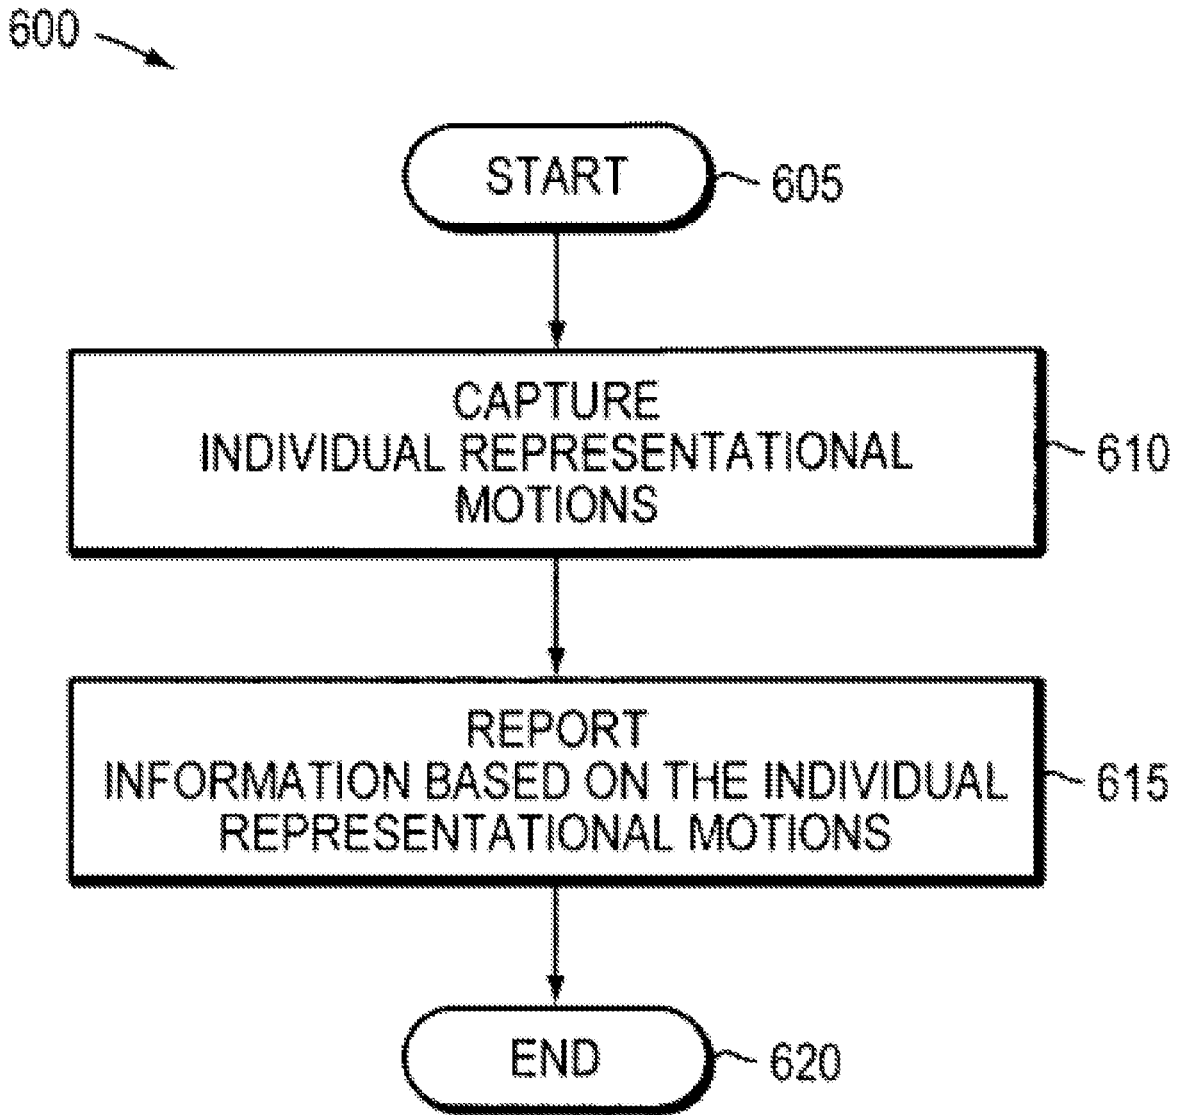 600
START
605
CAPTURE
INDIVIDUAL REPRESENTATIONAL
MOTIONS
610
REPORT
INFORMATION BASED ON THE INDIVIDUAL
REPRESENTATIONAL MOTIONS
615
END
620